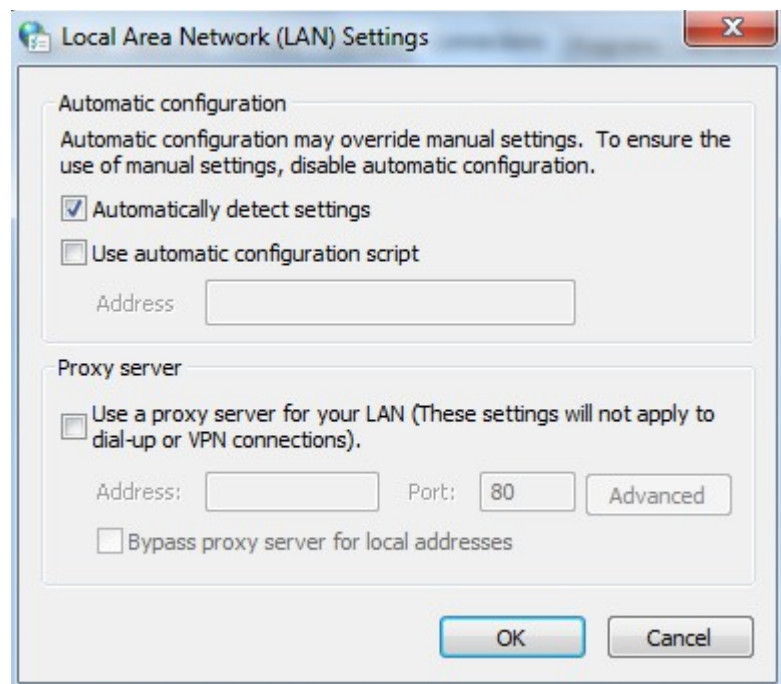 Local Area Network (LAN) Settings
Automatic configuration
Automatic configuration may override manual settings. To ensure the
use of manual settings, disable automatic configuration.
Automatically detect settings
Use automatic configuration script
Address
Proxy server
Use a proxy server for your LAN (These settings will not apply to
dial-up or VPN connections).
Address: Port: 80 Advanced
Bypass proxy server for local addresses
OK Cancel